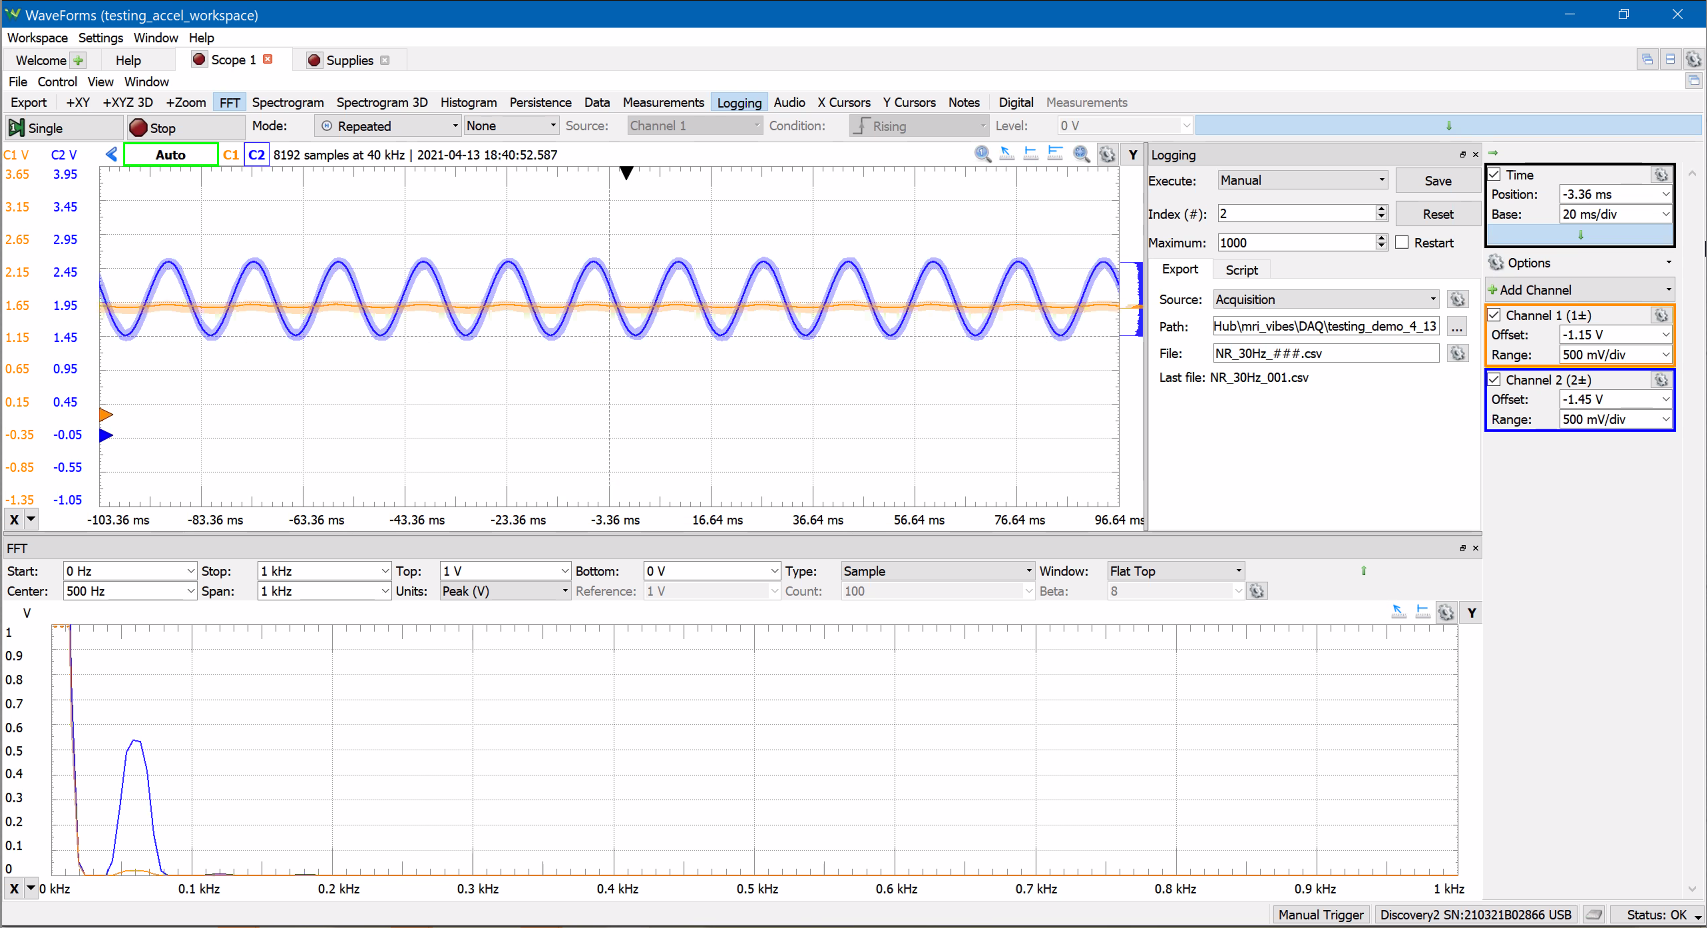 WaveForms (testing_accel_workspace)
Workspace Settings Window Help
Welcome Help Scope 1 Supplies
File Control View Window
Export +XY +XYZ 3D +Zoom FFT Spectrogram Spectrogram 3D Histogram Persistence Data Measurements Logging Audio X Cursors Y Cursors Notes Digital Measurements
Single Stop Mode: Repeated None Source: Channel 1 Condition: Rising Level: 0 V
C1 V C2 V Auto C1 C2 8192 samples at 40 kHz | 2021-04-13 18:40:52.587 Y
3.65 3.95
3.15 3.45
2.65 2.95
2.15 2.45
1.65 1.95
1.15 1.45
0.65 0.95
0.15 0.45
-0.35 -0.05
-0.85 -0.55
-1.35 -1.05
X -103.36 ms -83.36 ms -63.36 ms -43.36 ms -23.36 ms -3.36 ms 16.64 ms 36.64 ms 56.64 ms 76.64 ms 96.64 ms
Logging
Execute: Manual Save
Index (#): 2 Reset
Maximum: 1000 Restart
Export Script
Source: Acquisition
Path: Hub\mri_vibes\DAQ\testing_demo_4_13 ...
File: NR_30Hz_###.csv
Last file: NR_30Hz_001.csv
Time
Position: -3.36 ms
Base: 20 ms/div
Options
Add Channel
Channel 1 (1±)
Offset: -1.15 V
Range: 500 mV/div
Channel 2 (2±)
Offset: -1.45 V
Range: 500 mV/div
FFT
Start: 0 Hz Stop: 1 kHz Top: 1 V Bottom: 0 V Type: Sample Window: Flat Top
Center: 500 Hz Span: 1 kHz Units: Peak (V) Reference: 1 V Count: 100 Beta: 8
V Y
1
0.9
0.8
0.7
0.6
0.5
0.4
0.3
0.2
0.1
0
X 0 kHz 0.1 kHz 0.2 kHz 0.3 kHz 0.4 kHz 0.5 kHz 0.6 kHz 0.7 kHz 0.8 kHz 0.9 kHz 1 kHz
Manual Trigger Discovery2 SN:210321B02866 USB Status: OK